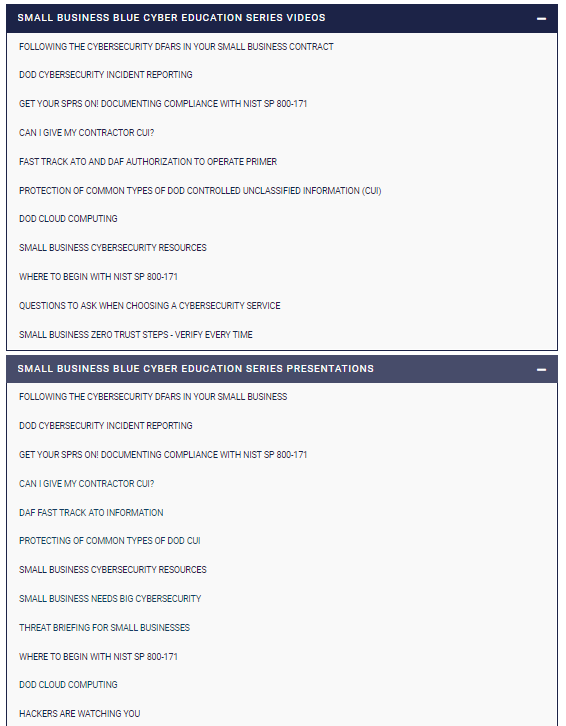 SMALL BUSINESS BLUE CYBER EDUCATION SERIES VIDEOS
FOLLOWING THE CYBERSECURITY DFARS IN YOUR SMALL BUSINESS CONTRACT
DOD CYBERSECURITY INCIDENT REPORTING
GET YOUR SPRS ON! DOCUMENTING COMPLIANCE WITH NIST SP 800-171
CAN I GIVE MY CONTRACTOR CUI?
FAST TRACK ATO AND DAF AUTHORIZATION TO OPERATE PRIMER
PROTECTION OF COMMON TYPES OF DOD CONTROLLED UNCLASSIFIED INFORMATION (CUI)
DOD CLOUD COMPUTING
SMALL BUSINESS CYBERSECURITY RESOURCES
WHERE TO BEGIN WITH NIST SP 800-171
QUESTIONS TO ASK WHEN CHOOSING A CYBERSECURITY SERVICE
SMALL BUSINESS ZERO TRUST STEPS - VERIFY EVERY TIME
SMALL BUSINESS BLUE CYBER EDUCATION SERIES PRESENTATIONS
FOLLOWING THE CYBERSECURITY DFARS IN YOUR SMALL BUSINESS
DOD CYBERSECURITY INCIDENT REPORTING
GET YOUR SPRS ON! DOCUMENTING COMPLIANCE WITH NIST SP 800-171
CAN I GIVE MY CONTRACTOR CUI?
DAF FAST TRACK ATO INFORMATION
PROTECTING OF COMMON TYPES OF DOD CUI
SMALL BUSINESS CYBERSECURITY RESOURCES
SMALL BUSINESS NEEDS BIG CYBERSECURITY
THREAT BRIEFING FOR SMALL BUSINESSES
WHERE TO BEGIN WITH NIST SP 800-171
DOD CLOUD COMPUTING
HACKERS ARE WATCHING YOU